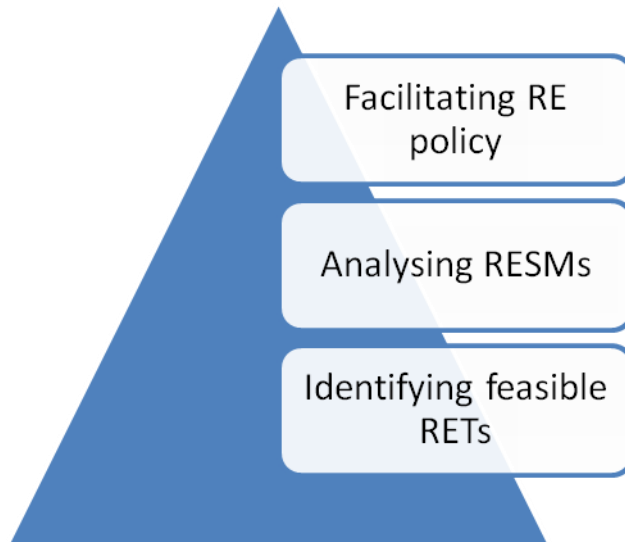 Facilitating RE
policy
Analysing RESMs
Identifying feasible
RETs